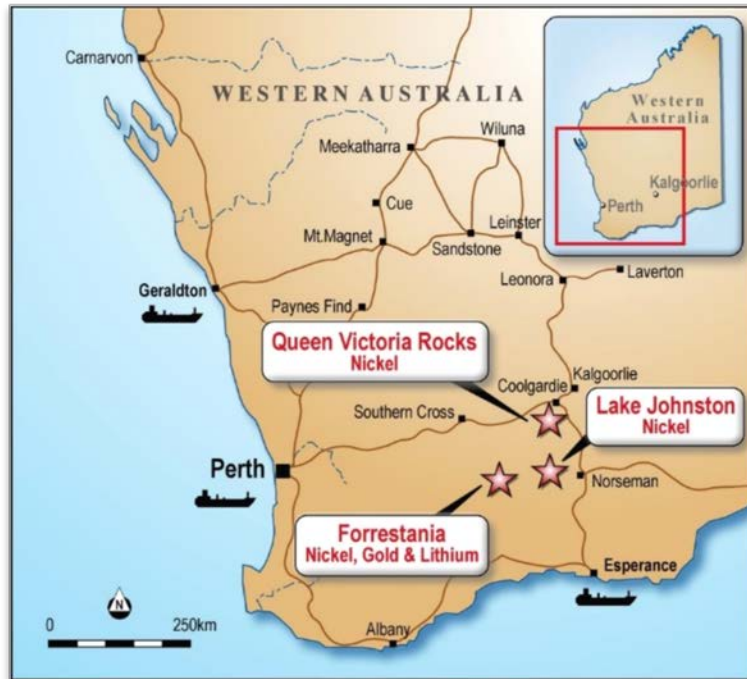 Carnarvon
WESTERN AUSTRALIA
Western
Australia
Kalgoorlie
Perth
Meekatharra
Wiluna
Cue
Mt.Magnet
Sandstone
Leinster
Geraldton
Paynes Find
Leonora
Laverton
Queen Victoria Rocks
Nickel
Coolgardie
Kalgoorlie
Southern Cross
Lake Johnston
Nickel
Perth
Norseman
Forrestania
Nickel, Gold & Lithium
Esperance
N
0 250km
Albany